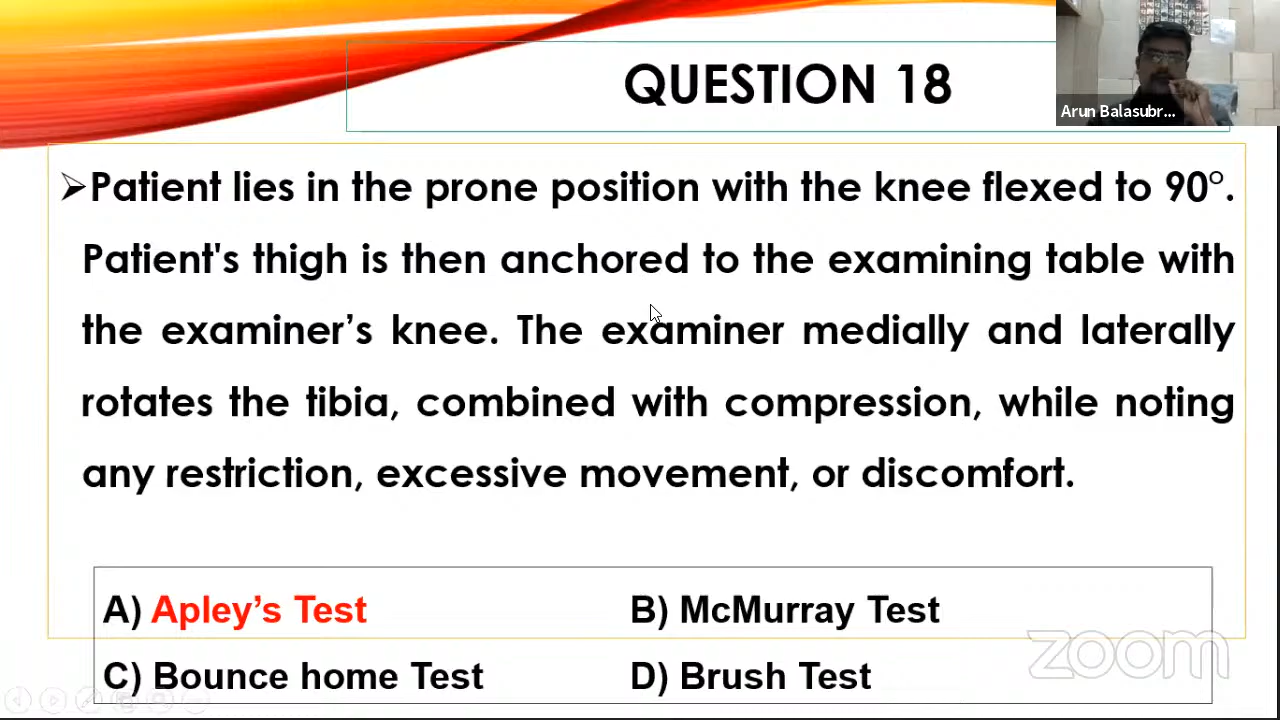 QUESTION 18
Arun Balasubr...
➢Patient lies in the prone position with the knee flexed to 90°.
Patient's thigh is then anchored to the examining table with
the examiner’s knee. The examiner medially and laterally
rotates the tibia, combined with compression, while noting
any restriction, excessive movement, or discomfort.
A) Apley’s Test B) McMurray Test
C) Bounce home Test D) Brush Test
zoom